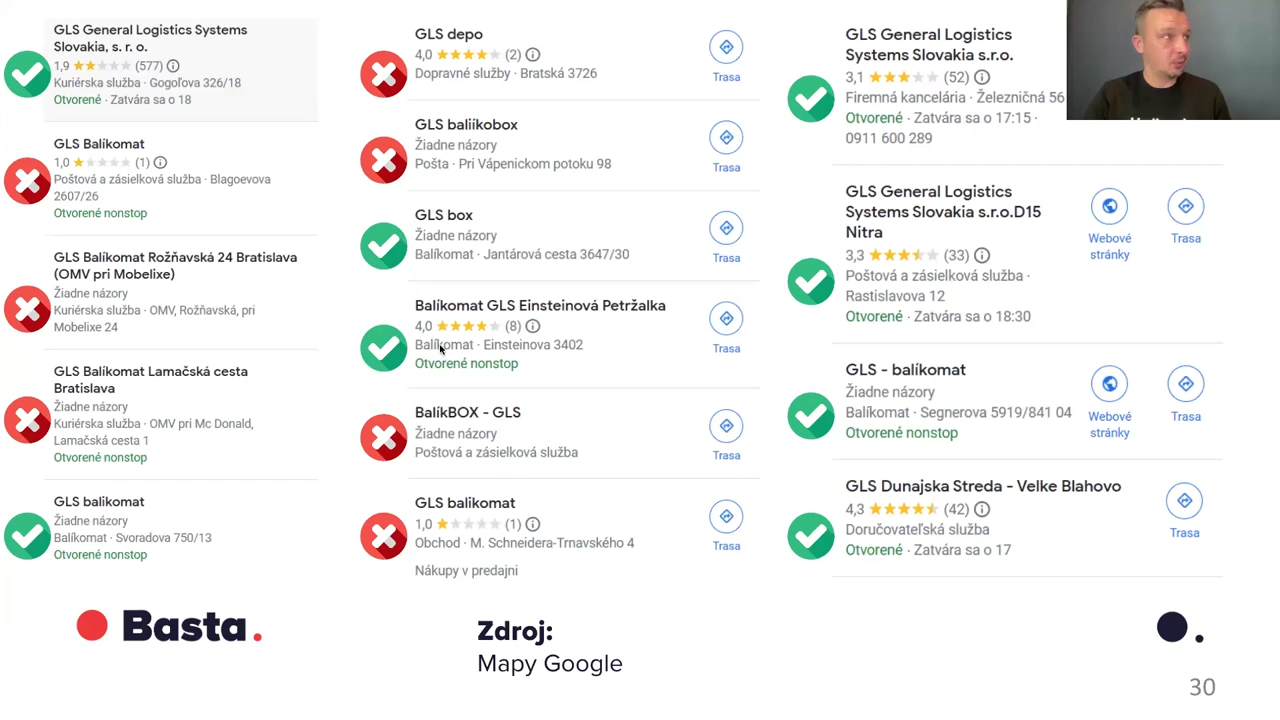 GLS General Logistics Systems
Slovakia, s. r. o.
1,9 (577)
Kuriérska služba · Gogoľova 326/18
Otvorené · Zatvára sa o 18
GLS Balíkomat
1,0 (1)
Poštová a zásielková služba · Blagoevova
2607/26
Otvorené nonstop
GLS Balíkomat Rožňavská 24 Bratislava
(OMV pri Mobelixe)
Žiadne názory
Kuriérska služba · OMV, Rožňavská, pri
Mobelixe 24
GLS Balíkomat Lamačská cesta
Bratislava
Žiadne názory
Kuriérska služba · OMV pri Mc Donald,
Lamačská cesta 1
Otvorené nonstop
GLS balikomat
Žiadne názory
Balíkomat · Svoradova 750/13
Otvorené nonstop
GLS depo
4,0 (2)
Dopravné služby · Bratská 3726
Trasa
GLS baliíkobox
Žiadne názory
Pošta · Pri Vápenickom potoku 98
Trasa
GLS box
Žiadne názory
Balíkomat · Jantárová cesta 3647/30
Trasa
Balíkomat GLS Einsteinová Petržalka
4,0 (8)
Balíkomat · Einsteinova 3402
Otvorené nonstop
Trasa
BalíkBOX - GLS
Žiadne názory
Poštová a zásielková služba
Trasa
GLS balikomat
1,0 (1)
Obchod · M. Schneidera-Trnavského 4
Nákupy v predajni
Trasa
GLS General Logistics
Systems Slovakia s.r.o.
3,1 (52)
Firemná kancelária · Železničná 56
Otvorené · Zatvára sa o 17:15 ·
0911 600 289
GLS General Logistics
Systems Slovakia s.r.o.D15
Nitra
3,3 (33)
Poštová a zásielková služba ·
Rastislavova 12
Otvorené · Zatvára sa o 18:30
Webové
stránky
Trasa
GLS - balíkomat
Žiadne názory
Balíkomat · Segnerova 5919/841 04
Otvorené nonstop
Webové
stránky
Trasa
GLS Dunajska Streda - Velke Blahovo
4,3 (42)
Doručovateľská služba
Otvorené · Zatvára sa o 17
Trasa
Basta.
Zdroj:
Mapy Google
30